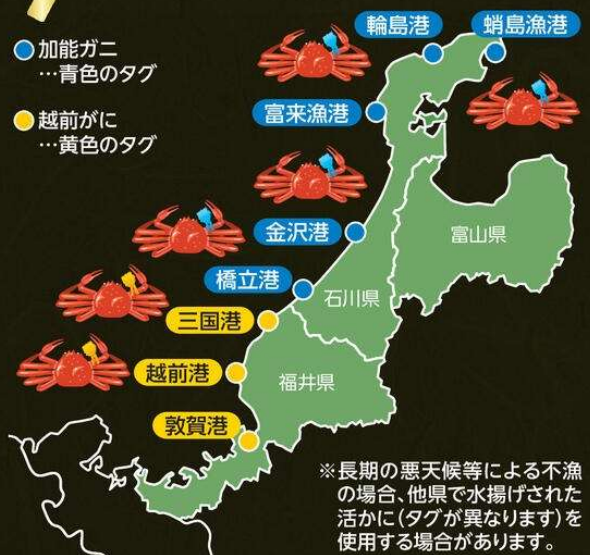 加能ガニ
…青色のタグ
越前がに
…黄色のタグ
輪島港
蛸島漁港
富来漁港
金沢港
富山県
橋立港
石川県
三国港
越前港
福井県
敦賀港
※長期の悪天候等による不漁
の場合、他県で水揚げされた
活かに(タグが異なります)を
使用する場合があります。